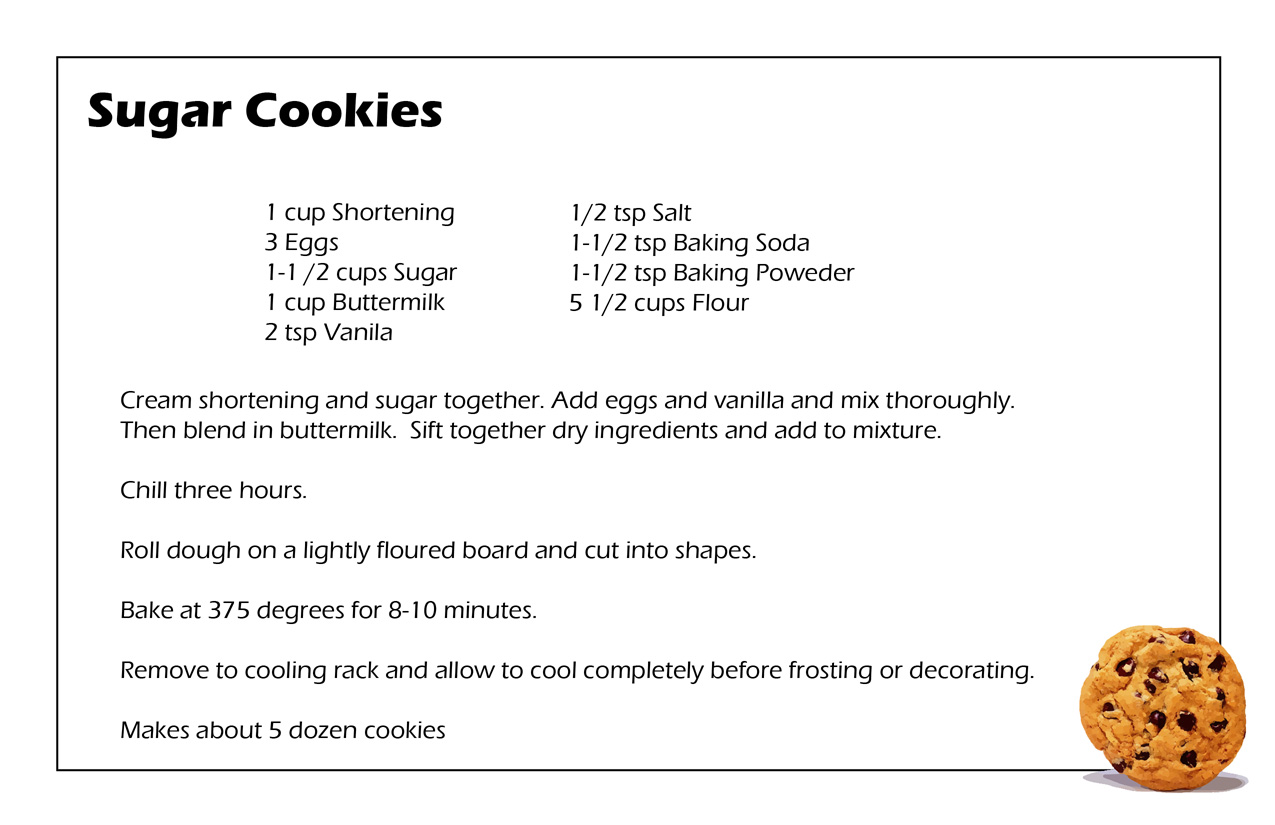 Sugar Cookies
1 cup Shortening
3 Eggs
1-1 /2 cups Sugar
1 cup Buttermilk
2 tsp Vanila
1/2 tsp Salt
1-1/2 tsp Baking Soda
1-1/2 tsp Baking Poweder
5 1/2 cups Flour
Cream shortening and sugar together. Add eggs and vanilla and mix thoroughly.
Then blend in buttermilk.  Sift together dry ingredients and add to mixture.
Chill three hours.
Roll dough on a lightly floured board and cut into shapes.
Bake at 375 degrees for 8-10 minutes.
Remove to cooling rack and allow to cool completely before frosting or decorating.
Makes about 5 dozen cookies